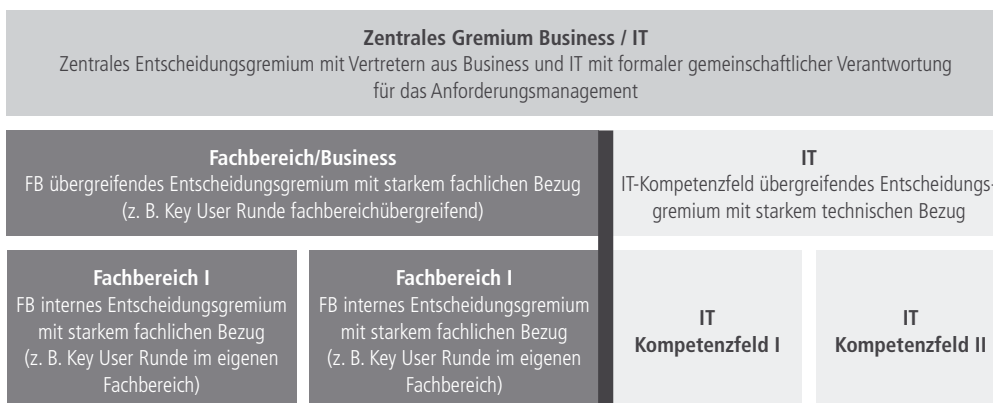 Zentrales Gremium Business / IT
Zentrales Entscheidungsgremium mit Vertretern aus Business und IT mit formaler gemeinschaftlicher Verantwortung
für das Anforderungsmanagement
Fachbereich/Business
FB übergreifendes Entscheidungsgremium mit starkem fachlichen Bezug
(z. B. Key User Runde fachbereichübergreifend)
IT
IT-Kompetenzfeld übergreifendes Entscheidungs-
gremium mit starkem technischen Bezug
Fachbereich I
FB internes Entscheidungsgremium
mit starkem fachlichen Bezug
(z. B. Key User Runde im eigenen
Fachbereich)
Fachbereich I
FB internes Entscheidungsgremium
mit starkem fachlichen Bezug
(z. B. Key User Runde im eigenen
Fachbereich)
IT
Kompetenzfeld I
IT
Kompetenzfeld II